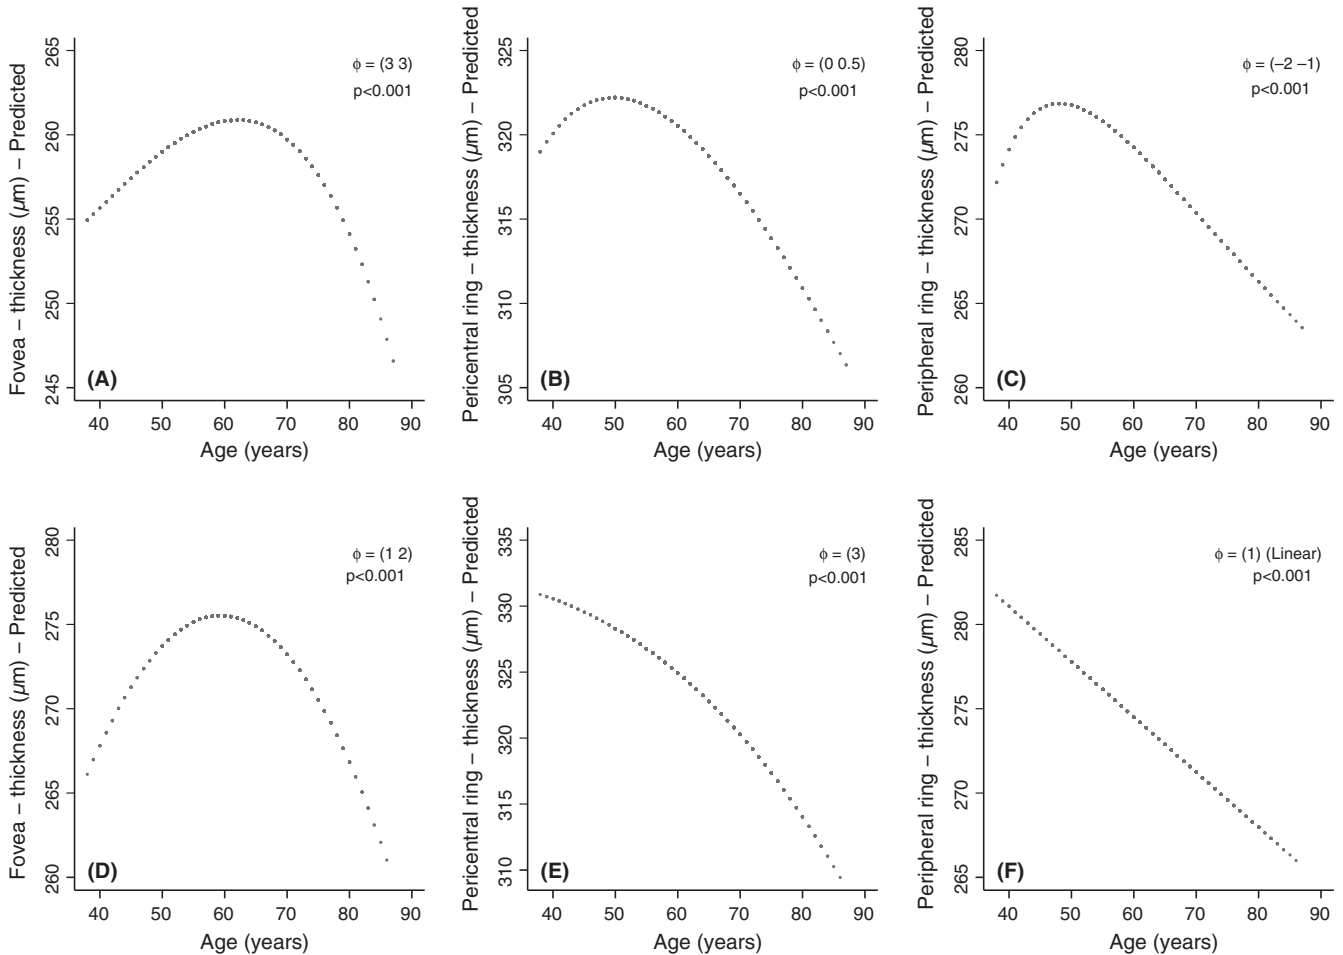 Fovea – thickness (µm) – Predicted
265
260
255
250
245
ϕ = (3 3)
p<0.001
(A)
40 50 60 70 80 90
Age (years)
Pericentral ring – thickness (µm) – Predicted
325
320
315
310
305
ϕ = (0 0.5)
p<0.001
(B)
40 50 60 70 80 90
Age (years)
Peripheral ring – thickness (µm) – Predicted
280
275
270
265
260
ϕ = (–2 –1)
p<0.001
(C)
40 50 60 70 80 90
Age (years)
Fovea – thickness (µm) – Predicted
280
275
270
265
260
ϕ = (1 2)
p<0.001
(D)
40 50 60 70 80 90
Age (years)
Pericentral ring – thickness (µm) – Predicted
335
330
325
320
315
310
ϕ = (3)
p<0.001
(E)
40 50 60 70 80 90
Age (years)
Peripheral ring – thickness (µm) – Predicted
285
280
275
270
265
ϕ = (1) (Linear)
p<0.001
(F)
40 50 60 70 80 90
Age (years)